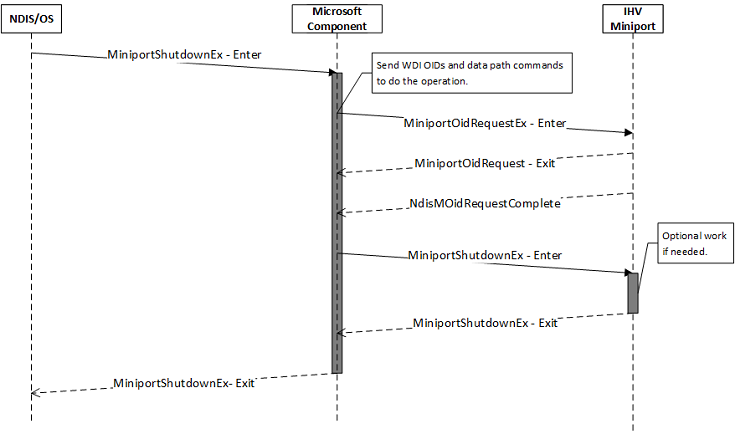 NDIS/OS
Microsoft
Component
IHV
Miniport
MiniportShutdownEx - Enter
Send WDI OIDs and data path commands
to do the operation.
MiniportOidRequestEx - Enter
MiniportOidRequest - Exit
NdisMOidRequestComplete
Optional work
if needed.
MiniportShutdownEx - Enter
MiniportShutdownEx - Exit
MiniportShutdownEx- Exit